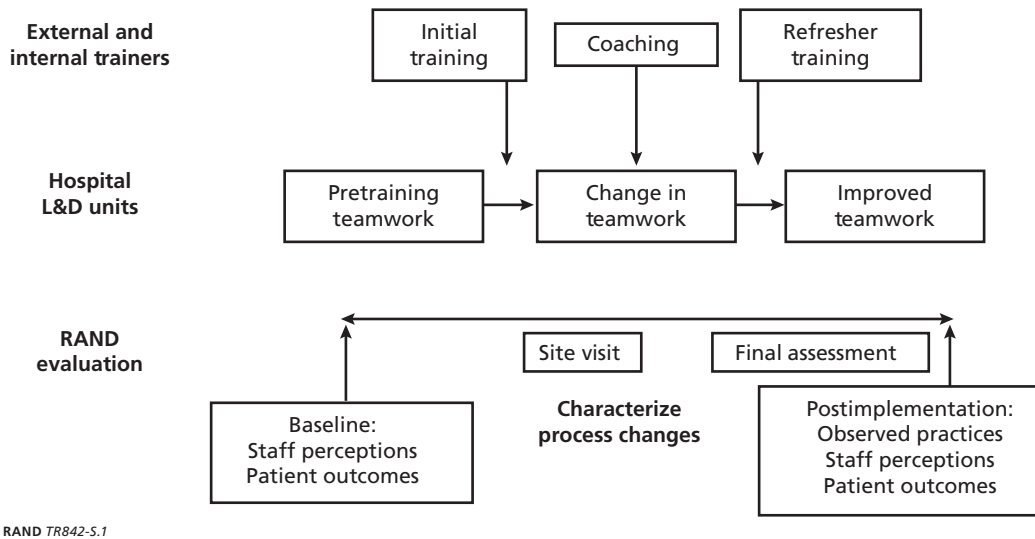 External and
internal trainers
Initial
training
Coaching
Refresher
training
Hospital
L&D units
Pretraining
teamwork
Change in
teamwork
Improved
teamwork
RAND
evaluation
Site visit
Final assessment
Characterize
process changes
Baseline:
Staff perceptions
Patient outcomes
Postimplementation:
Observed practices
Staff perceptions
Patient outcomes
RAND TR842-S.1